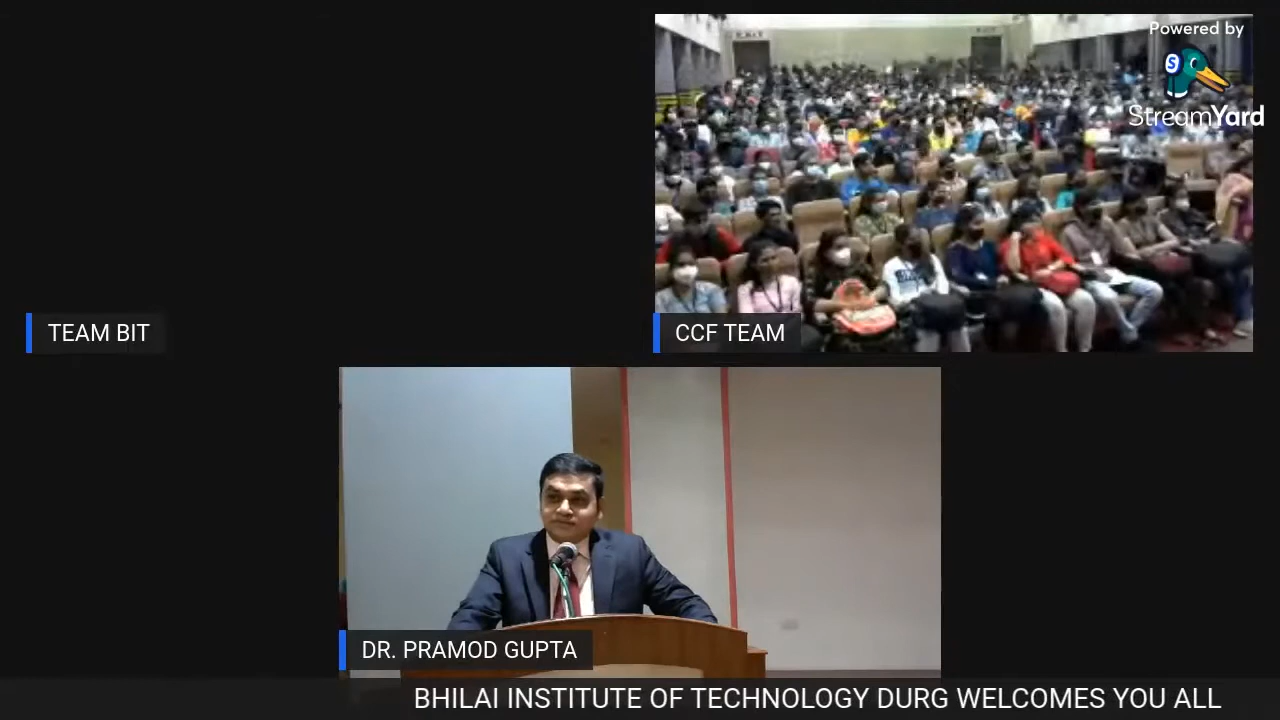 Powered by
S
StreamYard
TEAM BIT
CCF TEAM
DR. PRAMOD GUPTA
BHILAI INSTITUTE OF TECHNOLOGY DURG WELCOMES YOU ALL